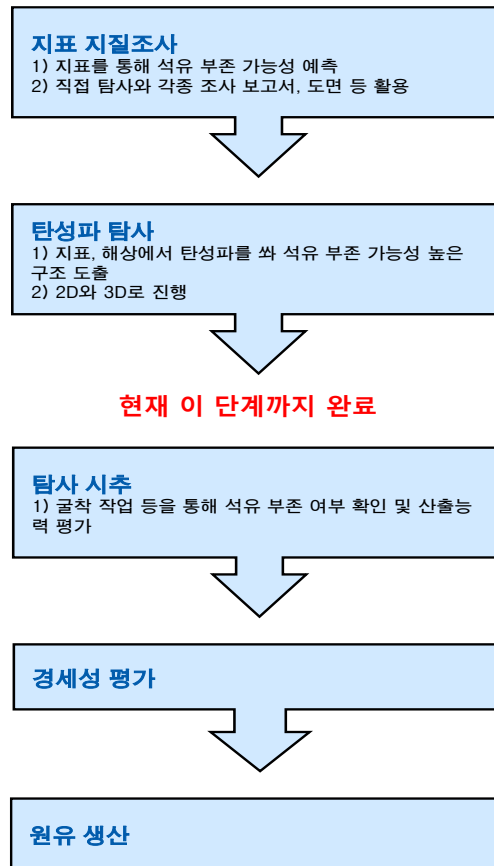 지표 지질조사
1) 지표를 통해 석유 부존 가능성 예측
2) 직접 탐사와 각종 조사 보고서, 도면 등 활용
탄성파 탐사
1) 지표, 해상에서 탄성파를 쏴 석유 부존 가능성 높은
구조 도출
2) 2D와 3D로 진행
현재 이 단계까지 완료
탐사 시추
1) 굴착 작업 등을 통해 석유 부존 여부 확인 및 산출능
력 평가
경세성 평가
원유 생산